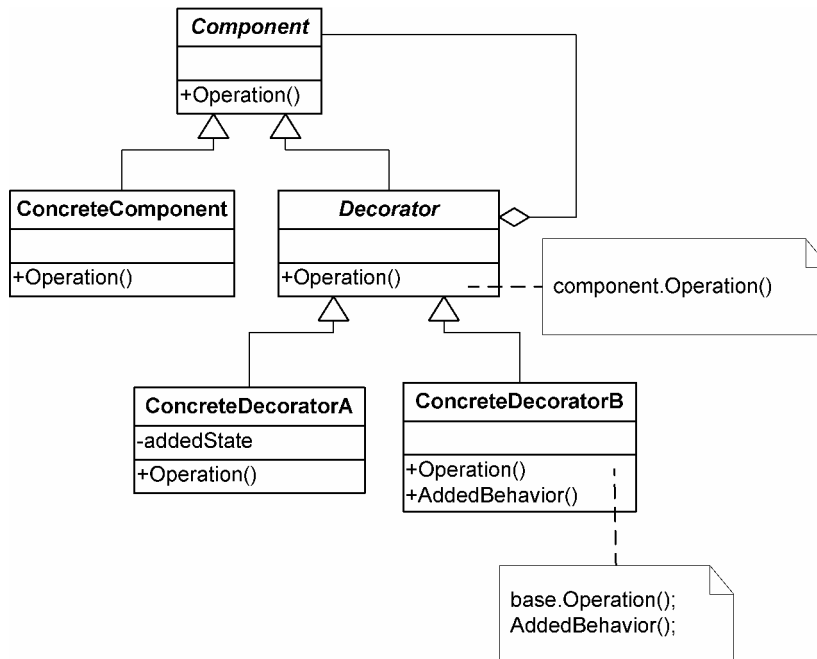 Component
+Operation()
ConcreteComponent
+Operation()
Decorator
+Operation()
component.Operation()
ConcreteDecoratorA
-addedState
+Operation()
ConcreteDecoratorB
+Operation()
+AddedBehavior()
base.Operation();
AddedBehavior();